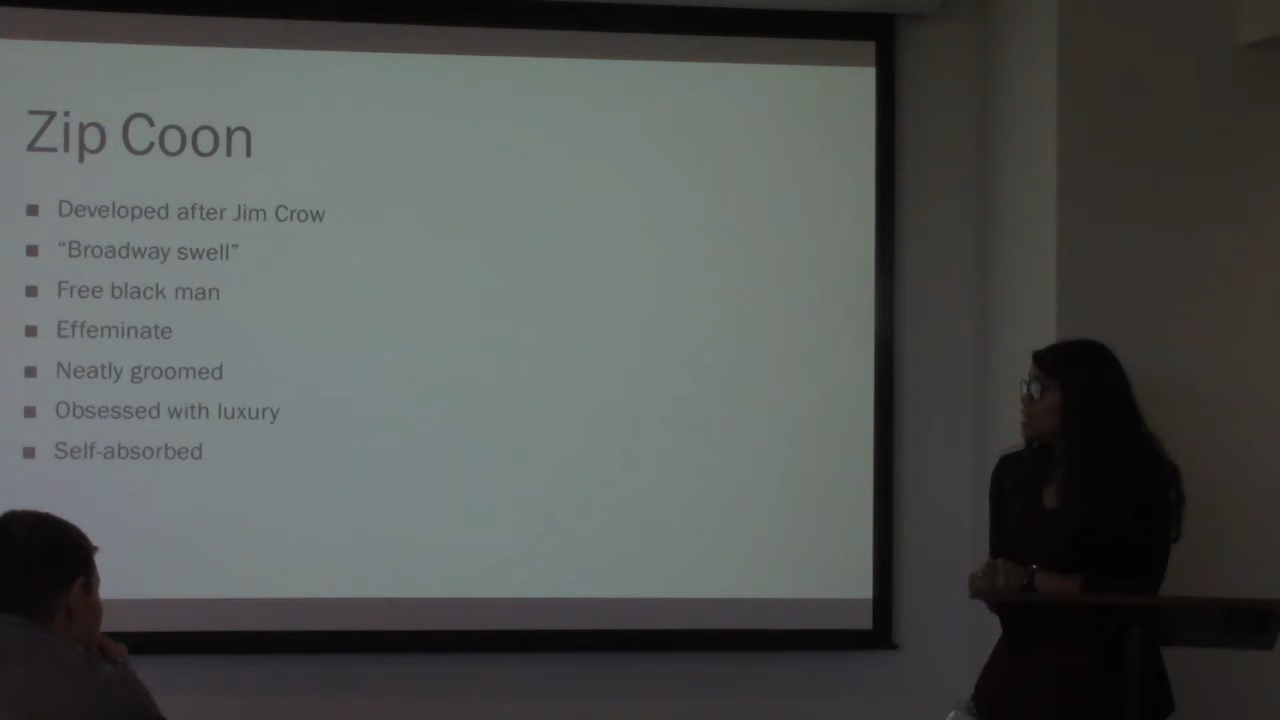 Zip Coon
Developed after Jim Crow
“Broadway swell”
Free black man
Effeminate
Neatly groomed
Obsessed with luxury
Self-absorbed